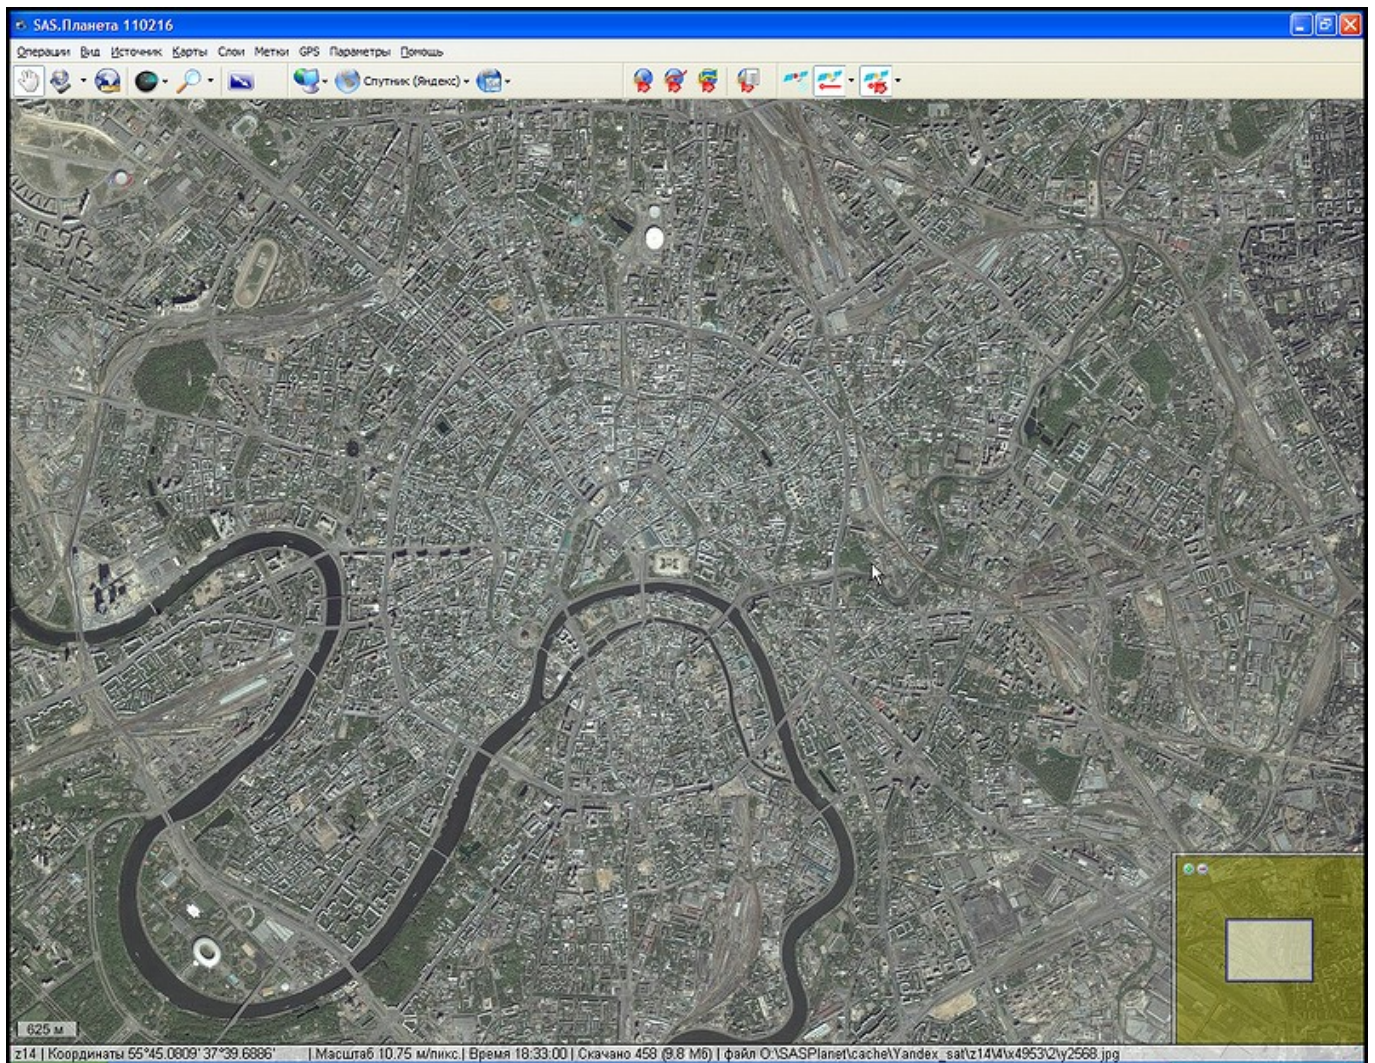 SAS.Планета 110216
Операции Вид Источник Карты Слои Метки GPS Параметры Помощь
Спутник (Яндекс)
625 м
z14 | Координаты 55°45.0809' 37°39.6886' | Масштаб 10.75 м/пикс.| Время 18:33:00 | Скачано 458 (9.8 Мб) | файл O:\SASPlanet\cache\Yandex_sat\z14\4\x4953\2\y2568.jpg